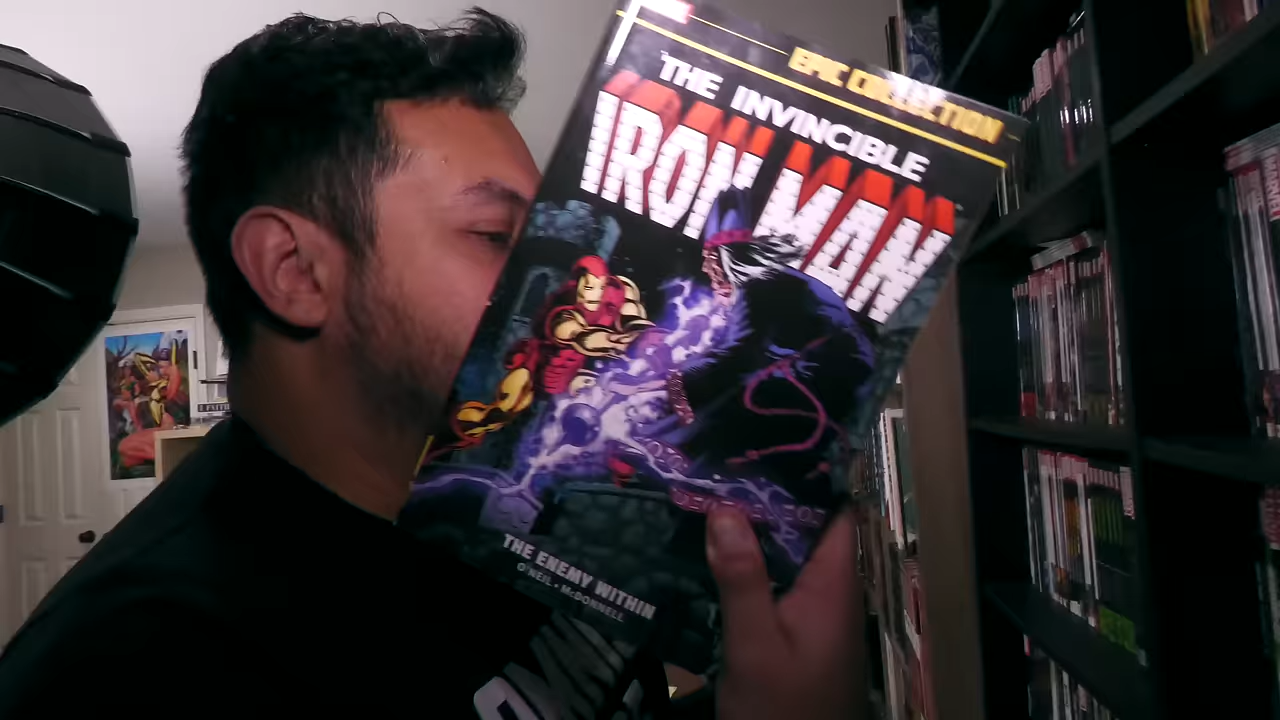 EPIC COLLECTION
THE INVINCIBLE
IRON MAN
THE ENEMY WITHIN
O'NEIL • McDONNELL